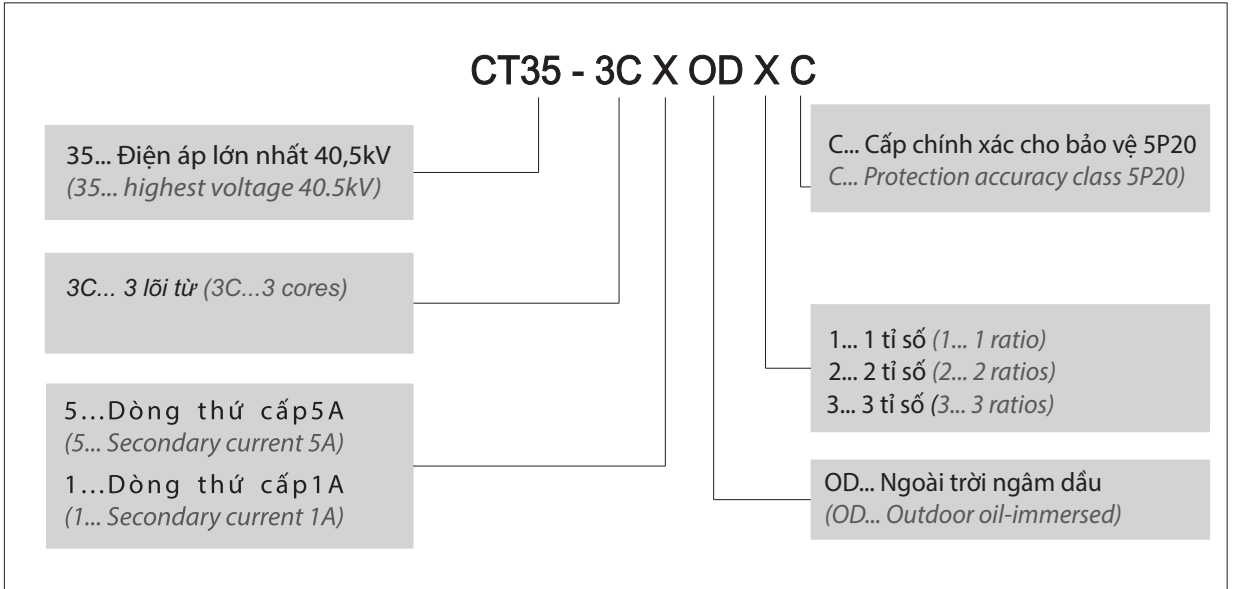 CT35 - 3C X OD X C
35... Điện áp lớn nhất 40,5kV
(35... highest voltage 40.5kV)
3C... 3 lõi từ (3C...3 cores)
5...Dòng thứ cấp5A
(5... Secondary current 5A)
1...Dòng thứ cấp1A
(1... Secondary current 1A)
C... Cấp chính xác cho bảo vệ 5P20
C... Protection accuracy class 5P20)
1... 1 tỉ số (1... 1 ratio)
2... 2 tỉ số (2... 2 ratios)
3... 3 tỉ số (3... 3 ratios)
OD... Ngoài trời ngâm dầu
(OD... Outdoor oil-immersed)